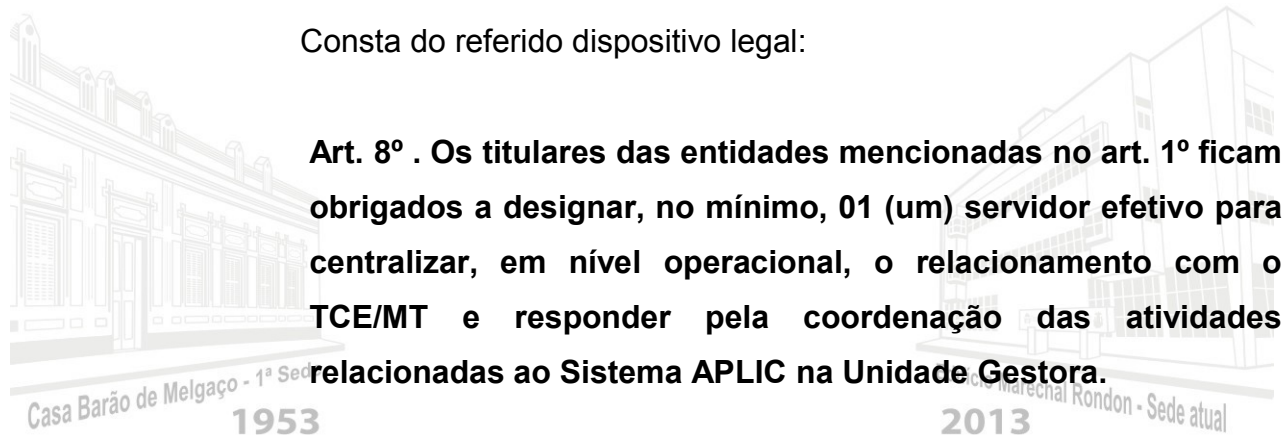 Consta do referido dispositivo legal:
Art. 8º . Os titulares das entidades mencionadas no art. 1º ficam
obrigados a designar, no mínimo, 01 (um) servidor efetivo para
centralizar, em nível operacional, o relacionamento com o
TCE/MT e responder pela coordenação das atividades
relacionadas ao Sistema APLIC na Unidade Gestora.
Casa Barão de Melgaço - 1ª Sede
1953
Marechal Rondon - Sede atual
2013